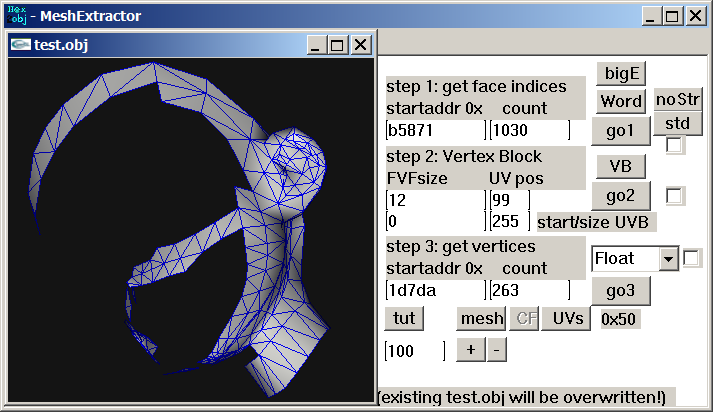 Hex
obj - MeshExtractor
test.obj
step 1: get face indices
startaddr 0x count
b5871 1030
bigE
Word
go1
noStr
std
step 2: Vertex Block
FVFsize UV pos
12 99
0 255 start/size UVB
VB
go2
step 3: get vertices
startaddr 0x count
1d7da 263
Float
go3
tut mesh CF UVs 0x50
100 + -
(existing test.obj will be overwritten!)